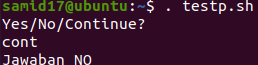 samid17@ubuntu:~$ . testp.sh
Yes/No/Continue?
cont
Jawaban NO